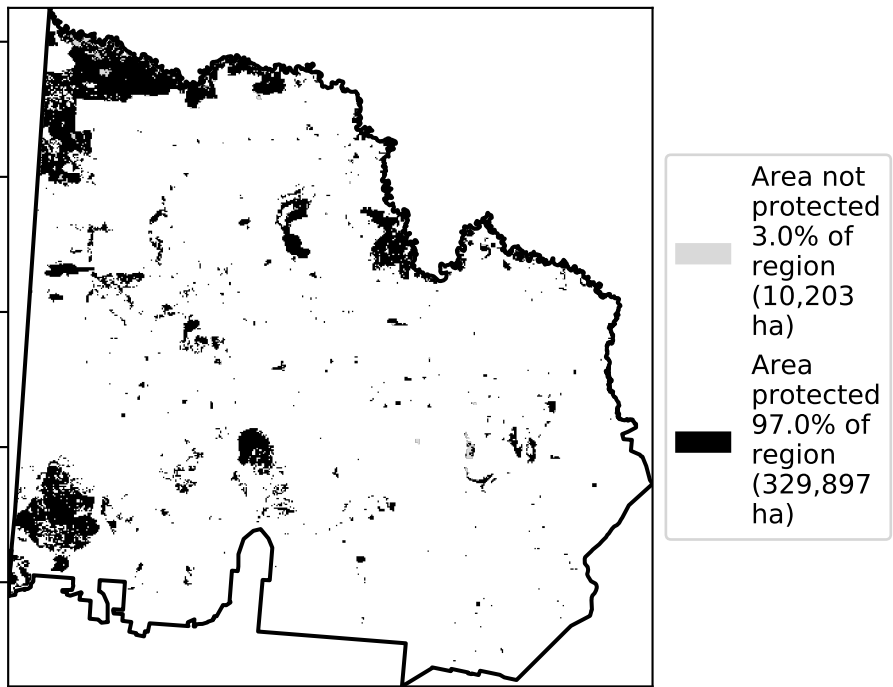 Area not
protected
3.0% of
region
(10,203
ha)
Area
protected
97.0% of
region
(329,897
ha)